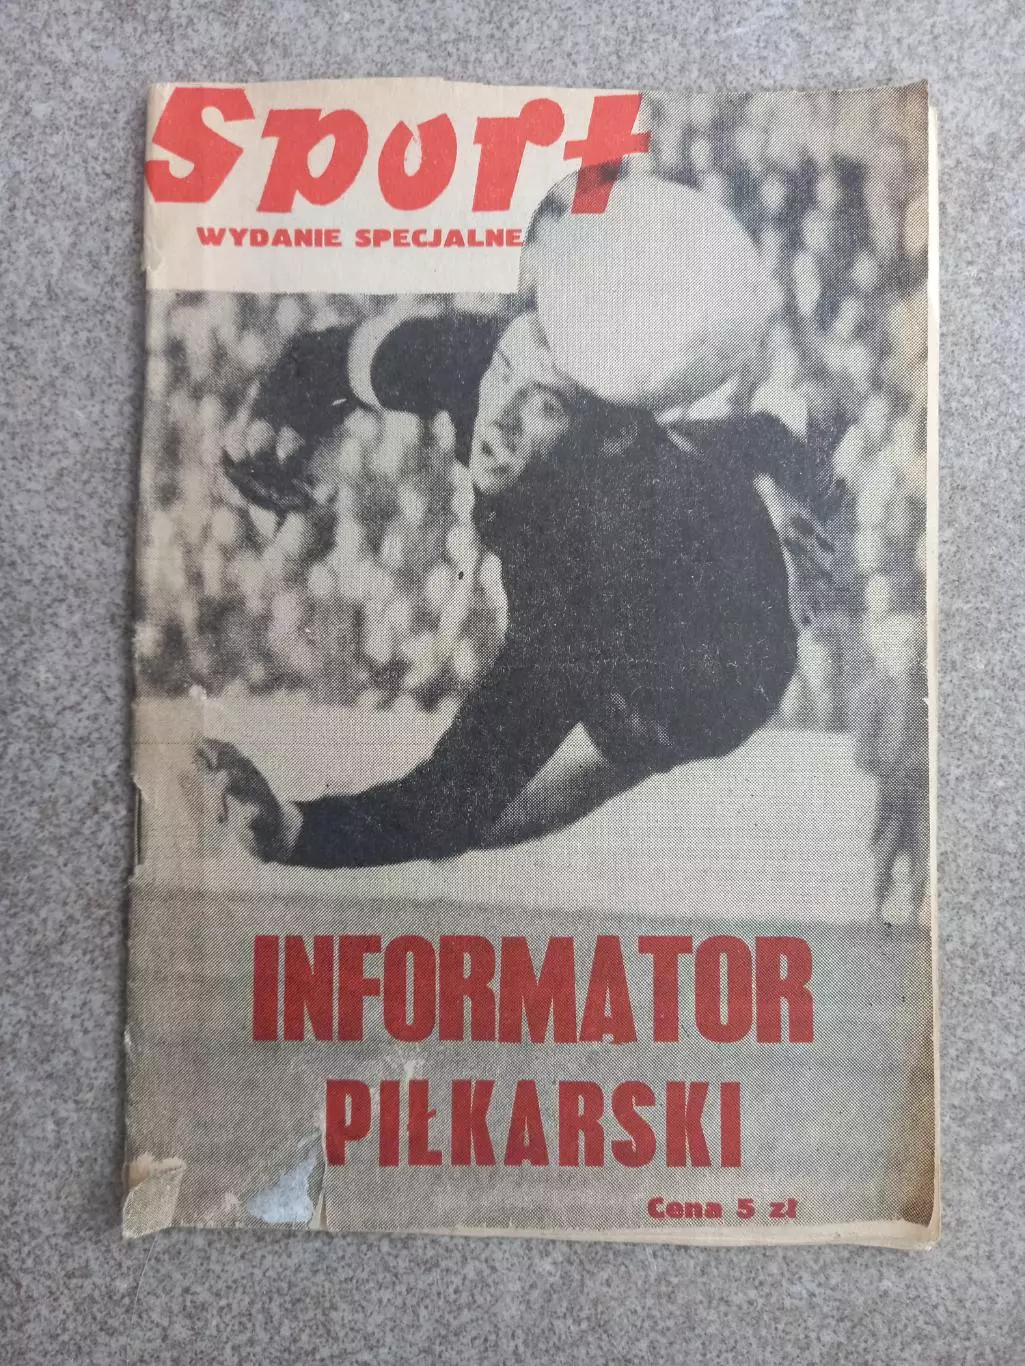 Sport
WYDANIE SPECJALNE
INFORMATOR
PIŁKARSKI
Cena 5 zł